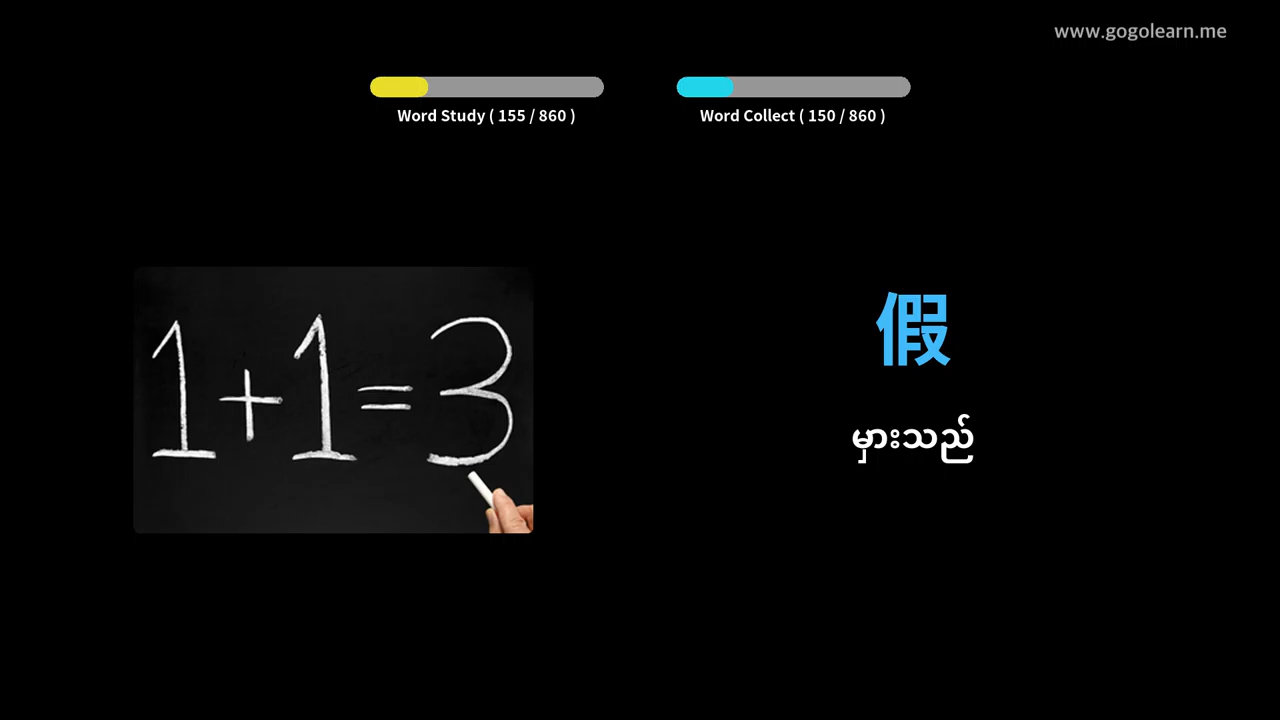 www.gogolearn.me
Word Study ( 155 / 860 )
Word Collect ( 150 / 860 )
1+1=3
假
မှားသည်